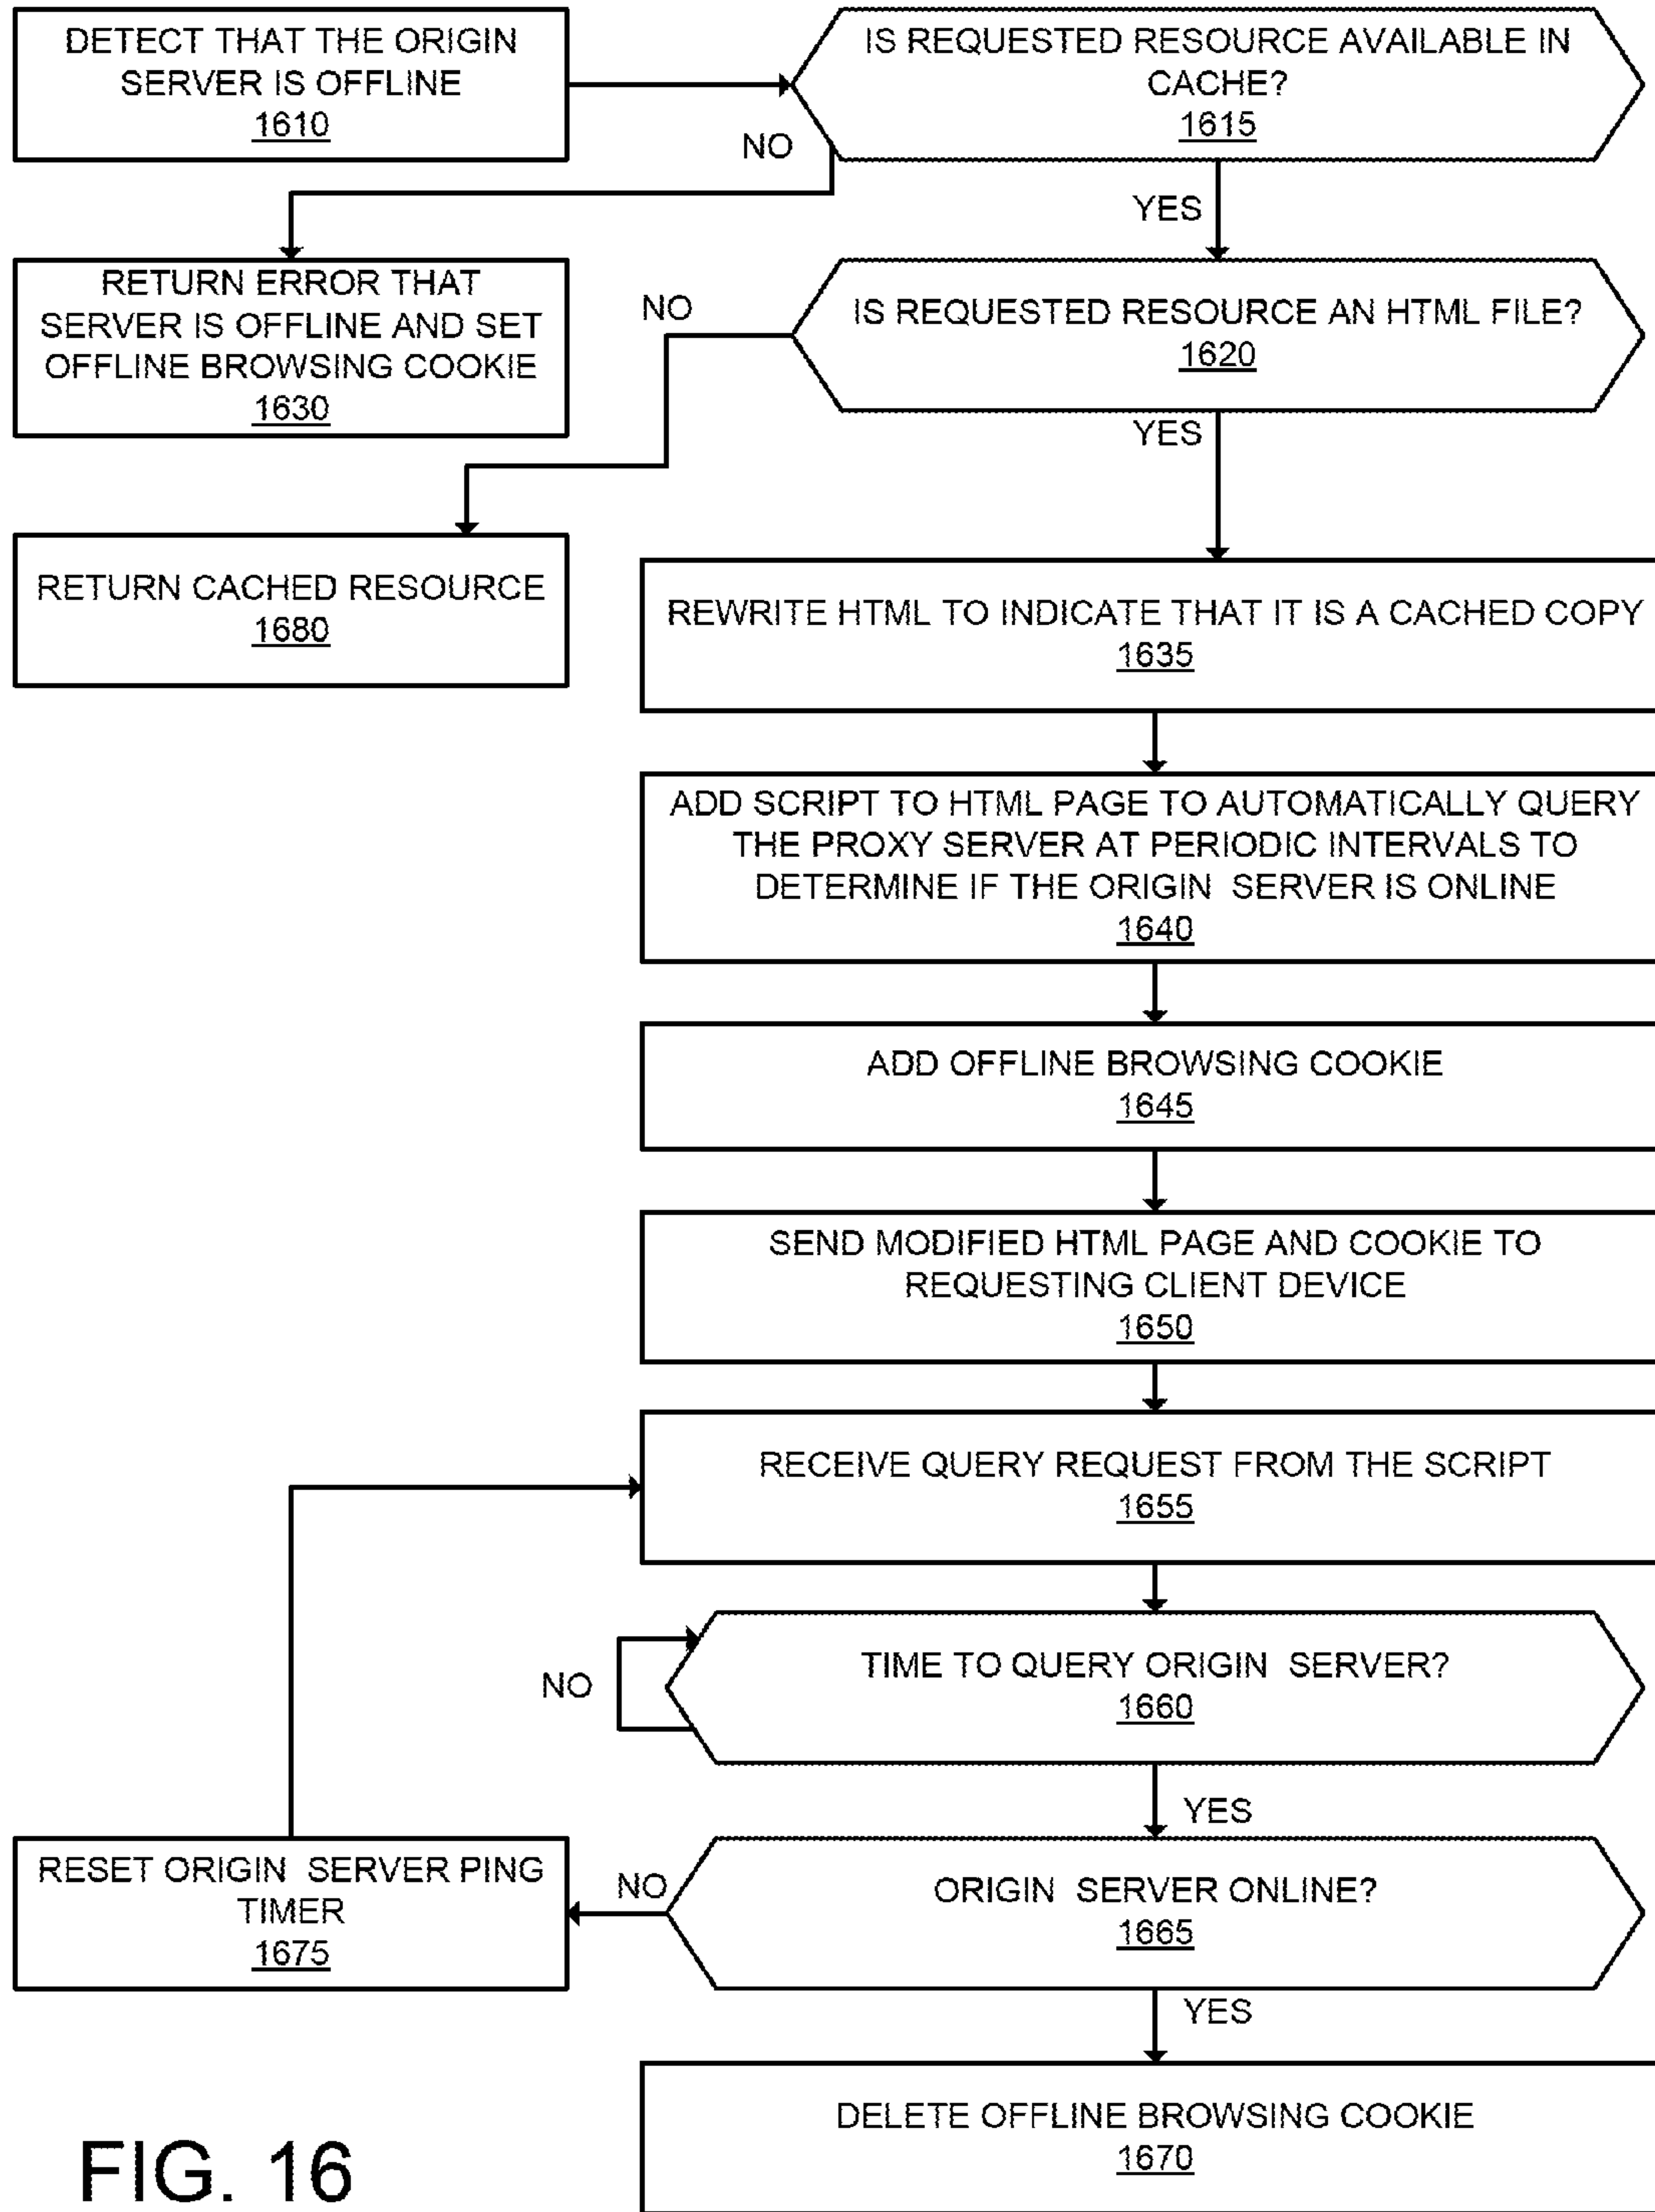 DETECT THAT THE ORIGIN
SERVER IS OFFLINE
1610
IS REQUESTED RESOURCE AVAILABLE IN
CACHE?
1615
NO
YES
RETURN ERROR THAT
SERVER IS OFFLINE AND SET
OFFLINE BROWSING COOKIE
1630
NO
IS REQUESTED RESOURCE AN HTML FILE?
1620
YES
RETURN CACHED RESOURCE
1680
REWRITE HTML TO INDICATE THAT IT IS A CACHED COPY
1635
ADD SCRIPT TO HTML PAGE TO AUTOMATICALLY QUERY
THE PROXY SERVER AT PERIODIC INTERVALS TO
DETERMINE IF THE ORIGIN SERVER IS ONLINE
1640
ADD OFFLINE BROWSING COOKIE
1645
SEND MODIFIED HTML PAGE AND COOKIE TO
REQUESTING CLIENT DEVICE
1650
RECEIVE QUERY REQUEST FROM THE SCRIPT
1655
TIME TO QUERY ORIGIN SERVER?
1660
NO
YES
RESET ORIGIN SERVER PING
TIMER
1675
NO
ORIGIN SERVER ONLINE?
1665
YES
DELETE OFFLINE BROWSING COOKIE
1670
FIG. 16